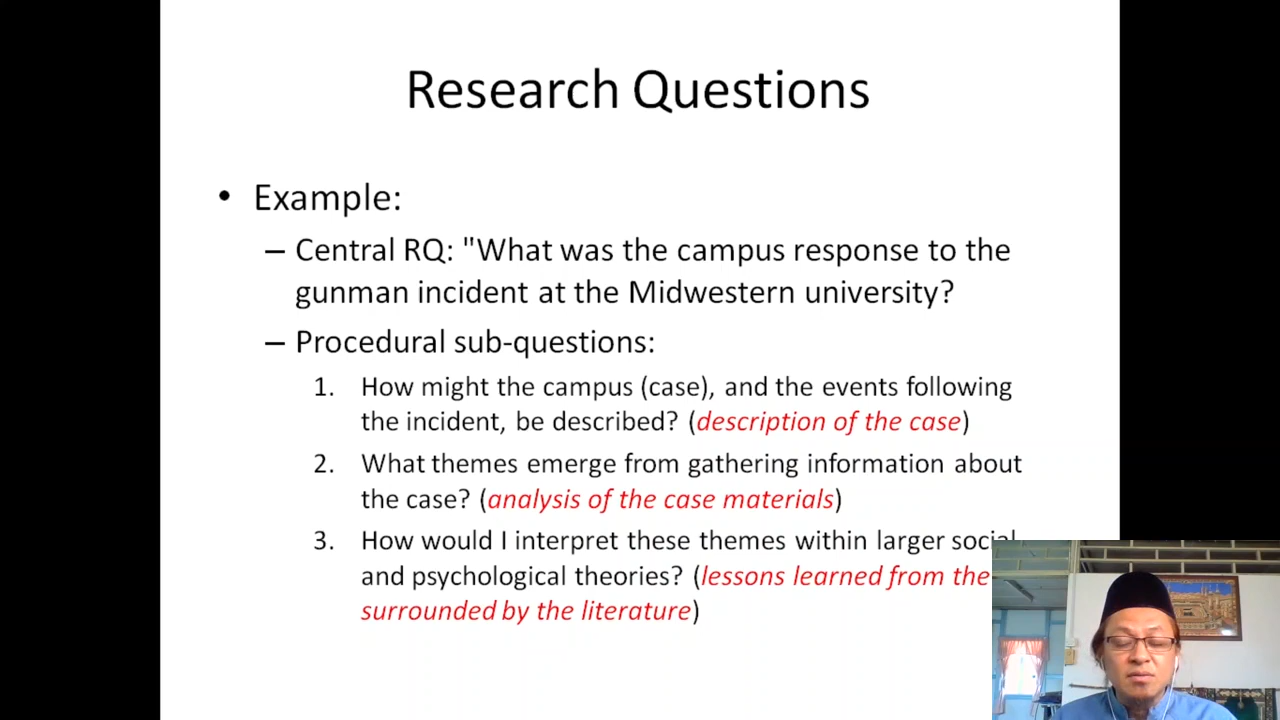 Research Questions
• Example:
– Central RQ: "What was the campus response to the
gunman incident at the Midwestern university?
– Procedural sub-questions:
1. How might the campus (case), and the events following
the incident, be described? (description of the case)
2. What themes emerge from gathering information about
the case? (analysis of the case materials)
3. How would I interpret these themes within larger social
and psychological theories? (lessons learned from the
surrounded by the literature)